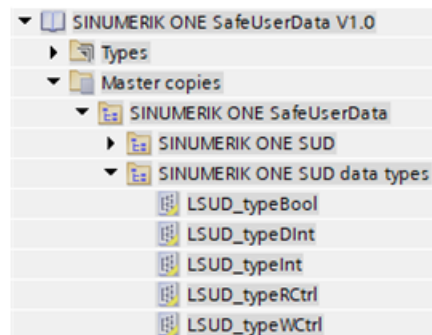 SINUMERIK ONE SafeUserData V1.0
Types
Master copies
SINUMERIK ONE SafeUserData
SINUMERIK ONE SUD
SINUMERIK ONE SUD data types
LSUD_typeBool
LSUD_typeDInt
LSUD_typeInt
LSUD_typeRCtrl
LSUD_typeWCtrl